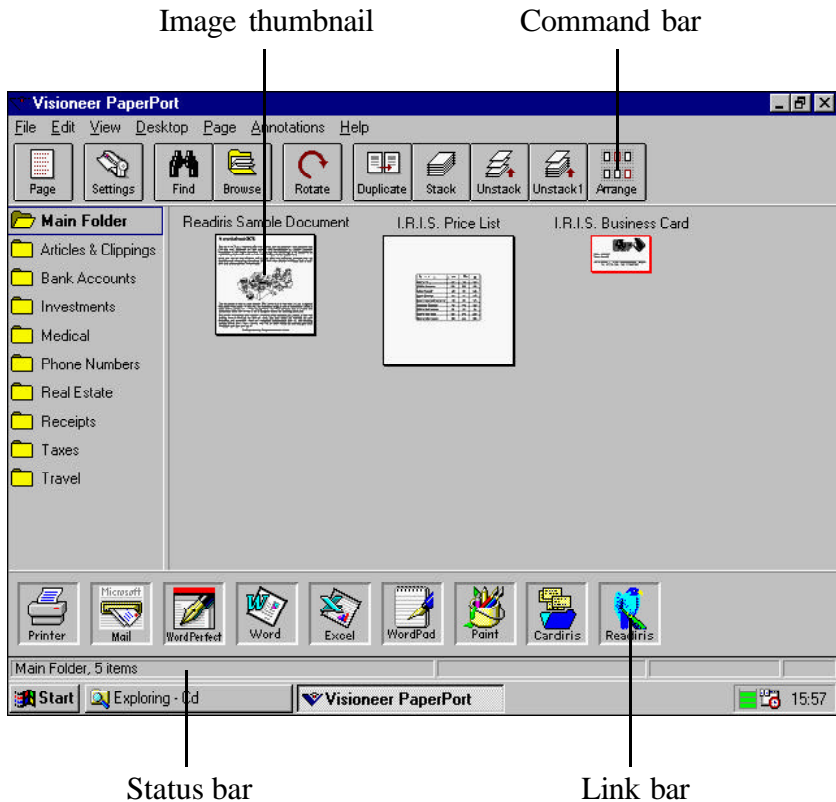 Image thumbnail Command bar
Visioneer PaperPort
File Edit View Desktop Page Annotations Help
Page Settings Find Browse Rotate Duplicate Stack Unstack Unstack1 Arrange
Main Folder
Readiris Sample Document I.R.I.S. Price List I.R.I.S. Business Card
Articles & Clippings
Bank Accounts
Investments
Medical
Phone Numbers
Real Estate
Receipts
Taxes
Travel
Microsoft
Printer Mail WordPerfect Word Excel WordPad Paint Cardiris Readiris
Main Folder, 5 items
Start Exploring - Cd Visioneer PaperPort 15:57
Status bar Link bar